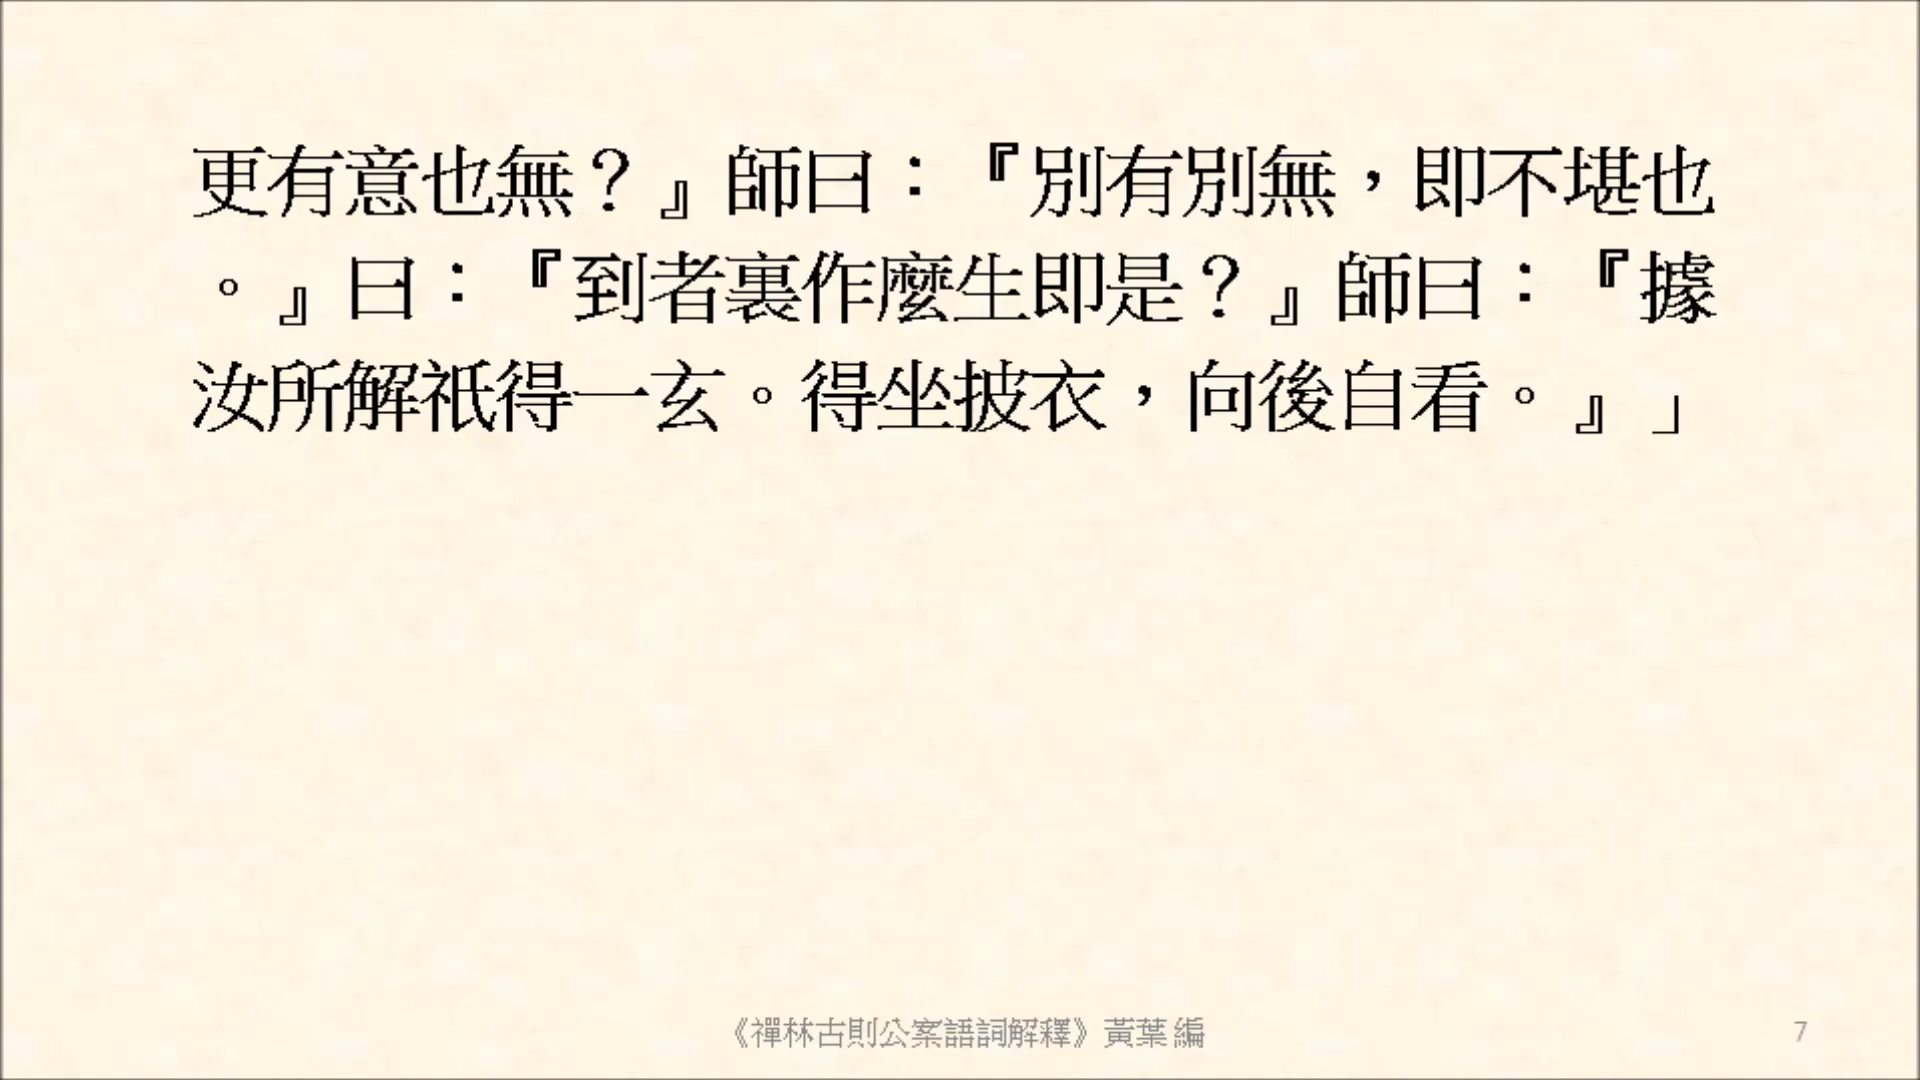 更有意也無？』師曰：『別有別無，即不堪也
。』曰：『到者裏作麼生即是？』師曰：『據
汝所解祇得一玄。得坐披衣，向後自看。』」
《禪林古則公案語詞解釋》黃葉 編
7